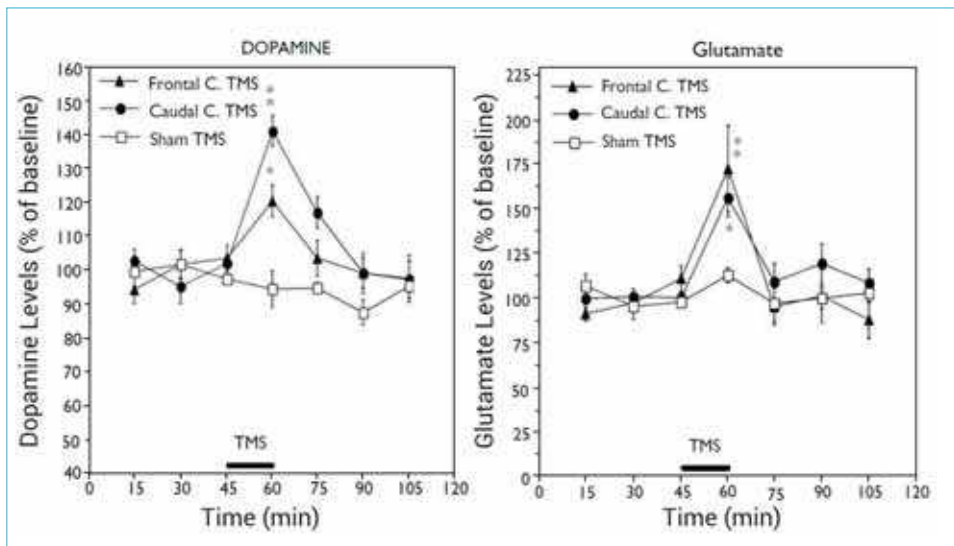 DOPAMINE
Dopamine Levels (% of baseline)
160
150
140
130
120
110
100
90
80
70
60
50
40
Frontal C. TMS
Caudal C. TMS
Sham TMS
*
*
*
TMS
0 15 30 45 60 75 90 105 120
Time (min)
Glutamate
Glutamate Levels (% of baseline)
225
200
175
150
125
100
75
50
25
0
Frontal C. TMS
Caudal C. TMS
Sham TMS
*
*
*
TMS
0 15 30 45 60 75 90 105 120
Time (min)